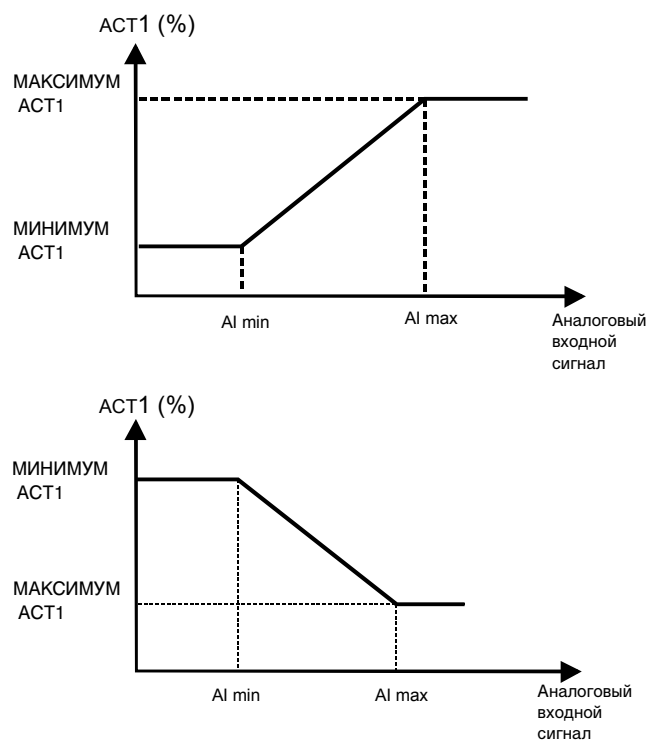 ACT1 (%)
МАКСИМУМ
ACT1
МИНИМУМ
ACT1
AI min
AI max
Аналоговый
входной
сигнал
ACT1 (%)
МИНИМУМ
ACT1
МАКСИМУМ
ACT1
AI min
AI max
Аналоговый
входной
сигнал